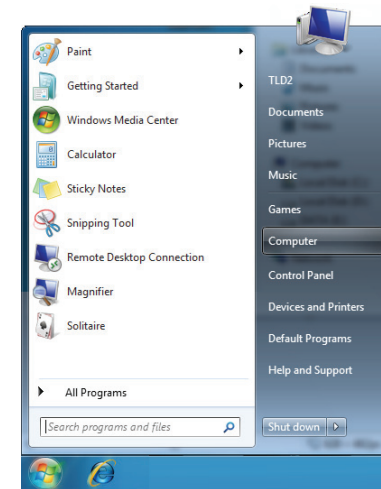 Paint
Getting Started
Windows Media Center
Calculator
Sticky Notes
Snipping Tool
Remote Desktop Connection
Magnifier
Solitaire
All Programs
Search programs and files
TLD2
Documents
Pictures
Music
Games
Computer
Control Panel
Devices and Printers
Default Programs
Help and Support
Shut down